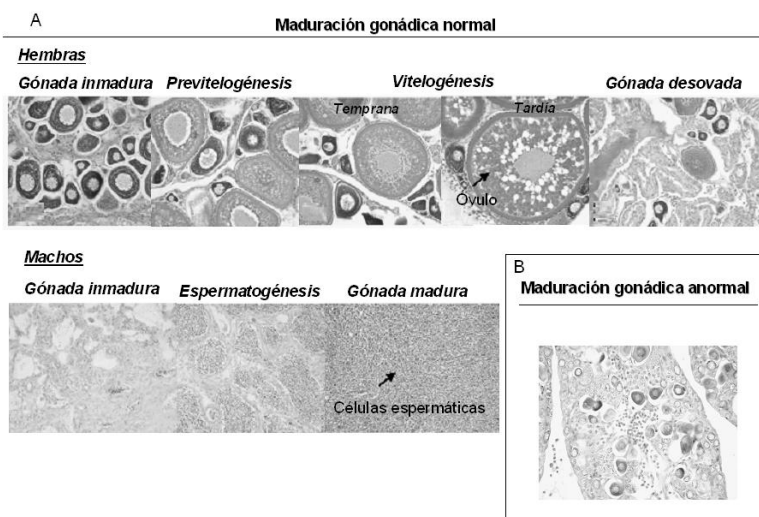 A
Maduración gonádica normal
Hembras
Gónada inmadura Previtelogénesis Vitelogénesis Gónada desovada
Temprana Tardía
Óvulo
Machos
Gónada inmadura Espermatogénesis Gónada madura
Células espermáticas
B
Maduración gonádica anormal